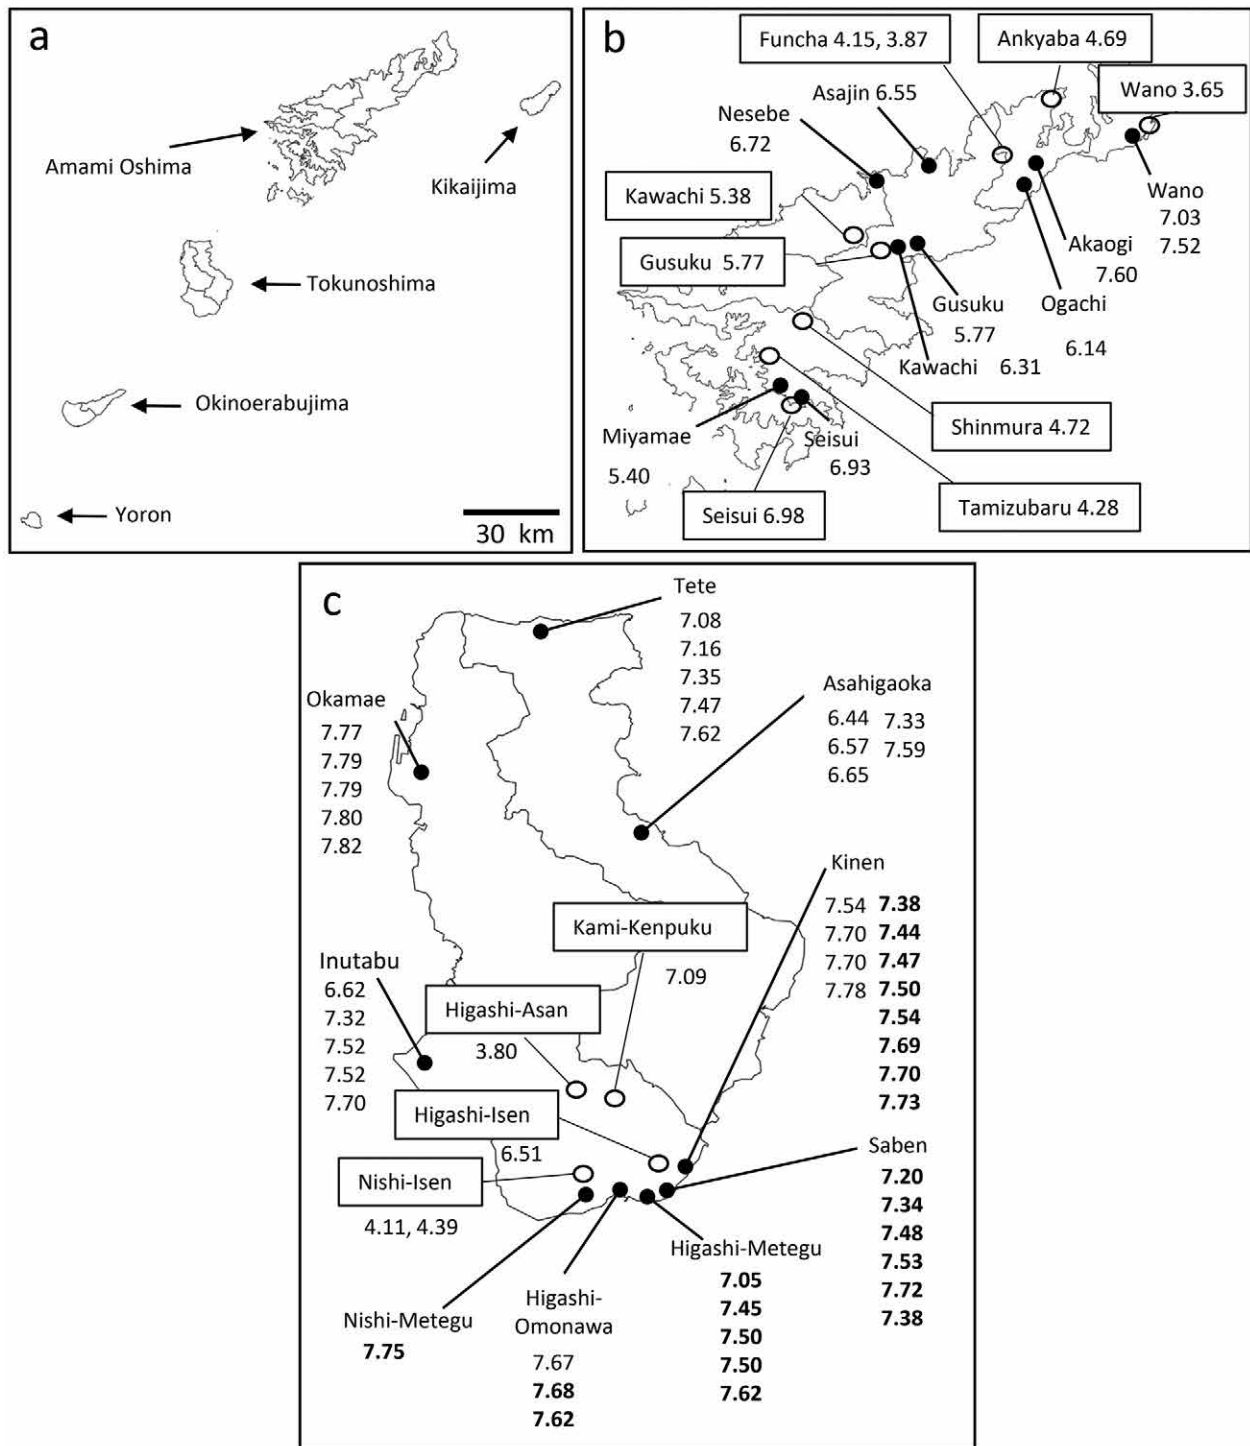 a
Amami Oshima
Kikaijima
Tokunoshima
Okinoerabujima
Yoron
30 km
b
Funcha 4.15, 3.87
Ankyaba 4.69
Wano 3.65
Asajin 6.55
Nesebe
6.72
Kawachi 5.38
Gusuku 5.77
Wano
7.03
7.52
Akaogi
7.60
Ogachi
6.14
Gusuku
5.77
Kawachi 6.31
Shinmura 4.72
Miyamae
5.40
Seisui
6.93
Seisui 6.98
Tamizubaru 4.28
c
Tete
7.08
7.16
7.35
7.47
7.62
Okamae
7.77
7.79
7.79
7.80
7.82
Asahigaoka
6.44 7.33
6.57 7.59
6.65
Kinen
7.54 7.38
7.70 7.44
7.70 7.47
7.78 7.50
7.54
7.69
7.70
7.73
Kami-Kenpuku
7.09
Inutabu
6.62
7.32
7.52
7.52
7.70
Higashi-Asan
3.80
Higashi-Isen
6.51
Nishi-Isen
4.11, 4.39
Saben
7.20
7.34
7.48
7.53
7.72
7.38
Higashi-Metegu
7.05
7.45
7.50
7.50
7.62
Higashi-
Omonawa
7.67
7.68
7.62
Nishi-Metegu
7.75